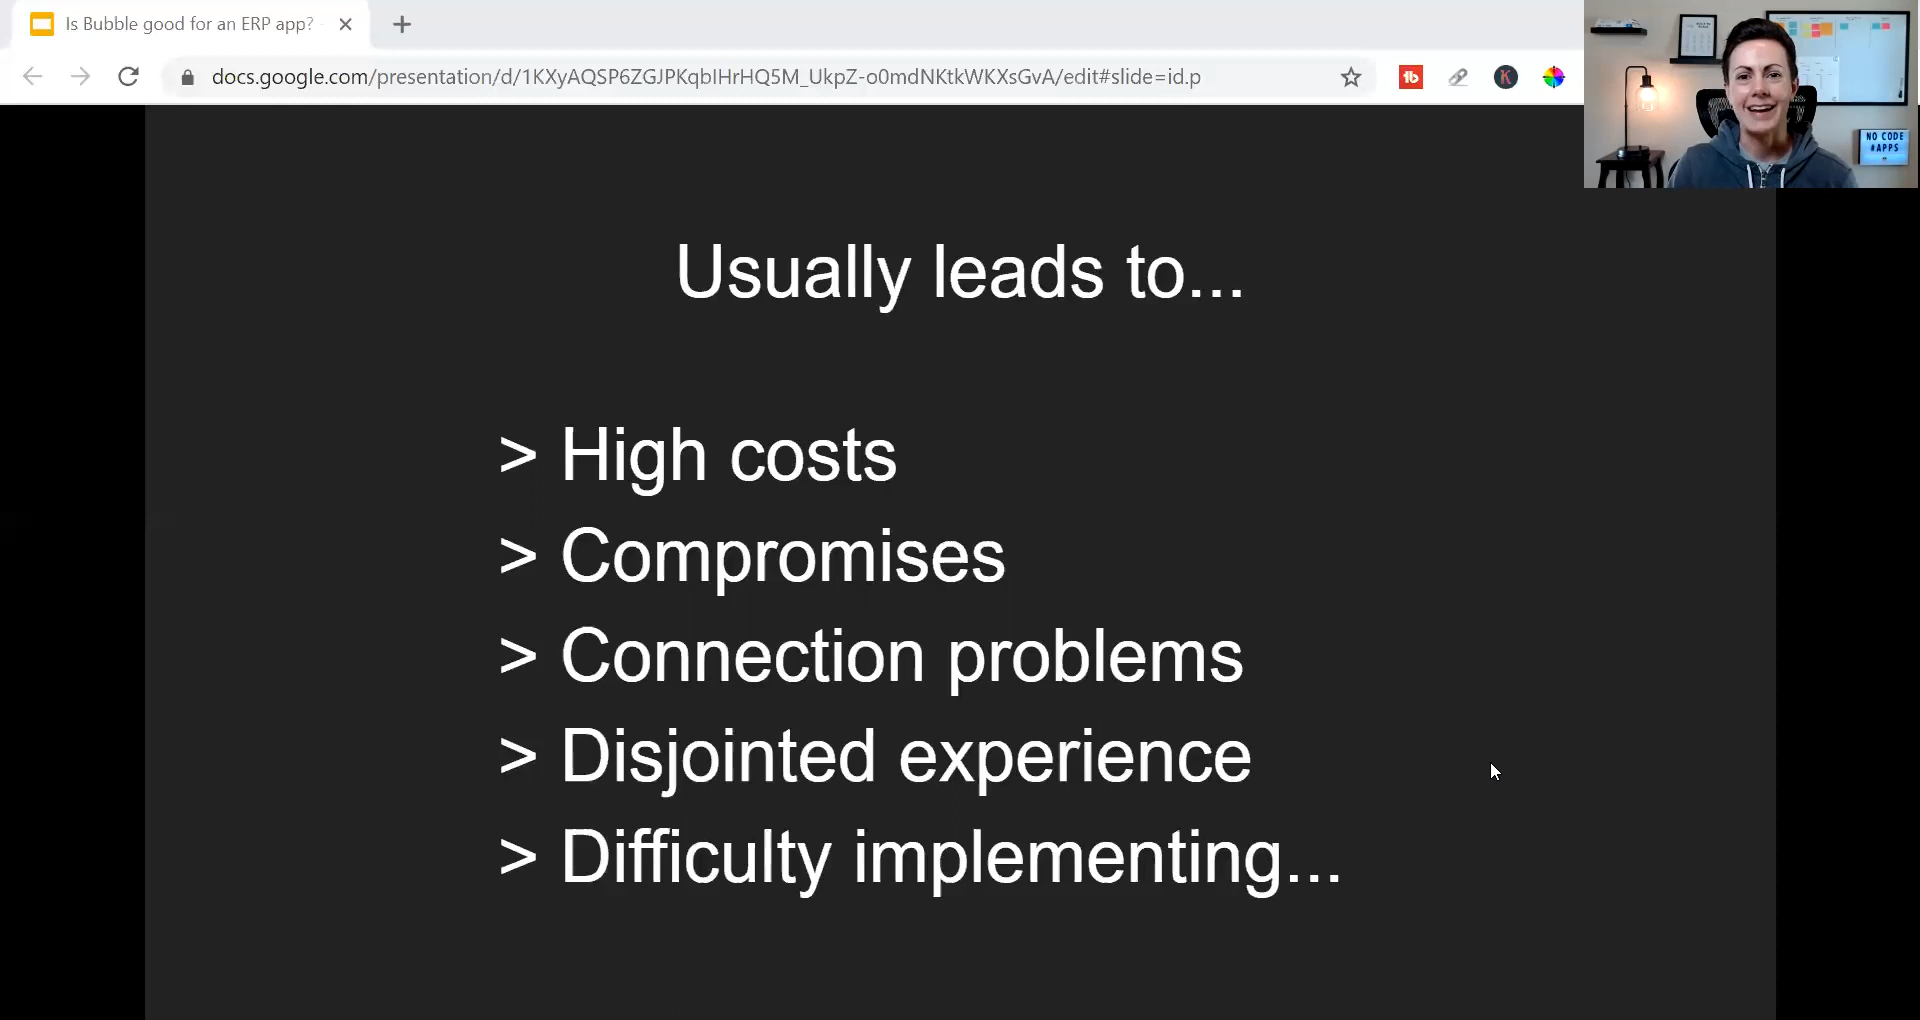 Is Bubble good for an ERP app? -
docs.google.com/presentation/d/1KXyAQSP6ZGJPKqbIHrHQ5M_UkpZ-o0mdNKtkWKXsGvA/edit#slide=id.p
NO CODE
#APPS
Usually leads to...
> High costs
> Compromises
> Connection problems
> Disjointed experience
> Difficulty implementing...